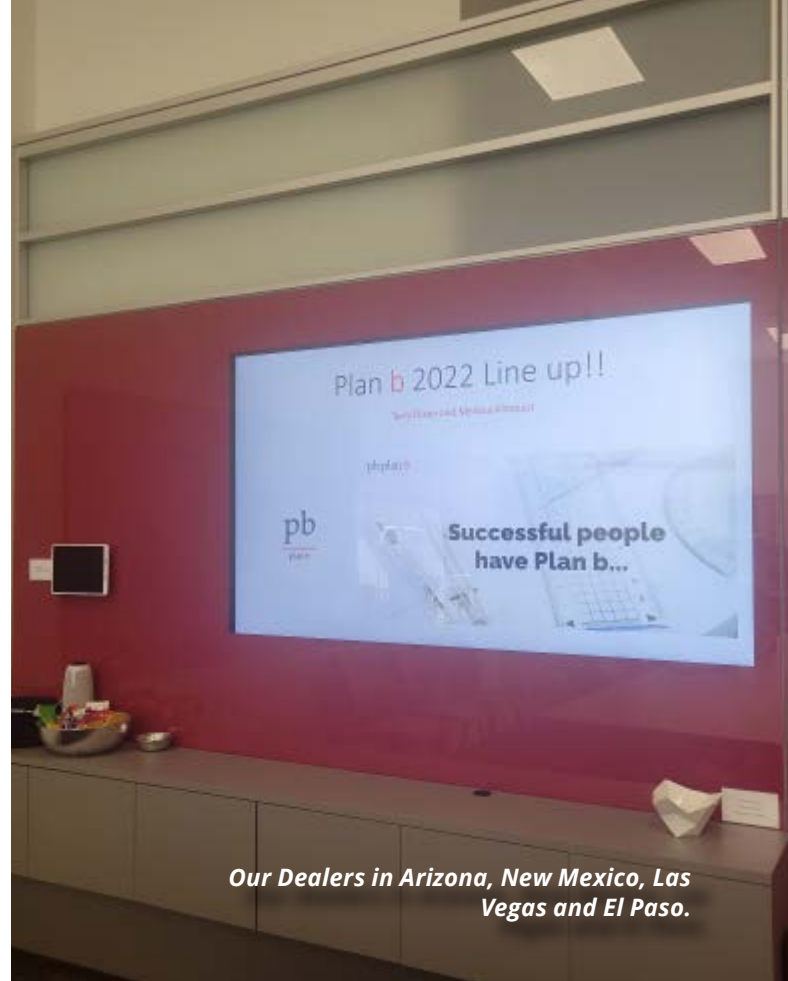 Plan b 2022 Line up!!
pb
Successful people
have Plan b...
Our Dealers in Arizona, New Mexico, Las
Vegas and El Paso.